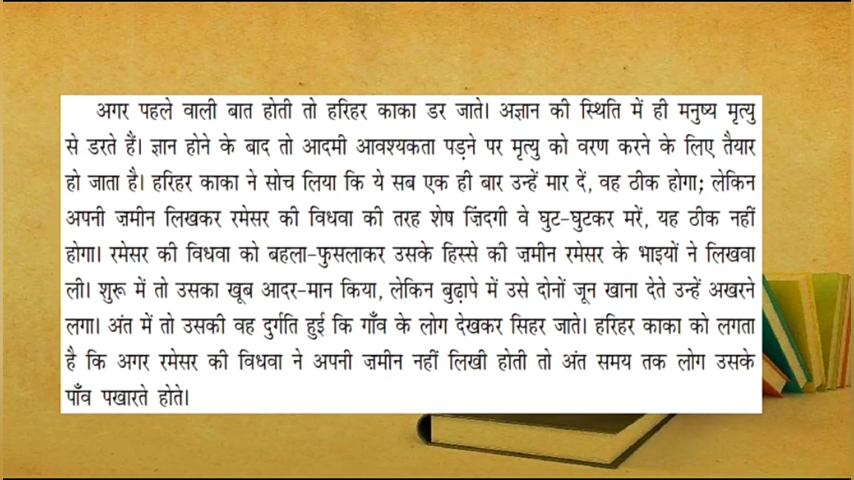 अगर पहले वाली बात होती तो हरिहर काका डर जाते। अज्ञान की स्थिति में ही मनुष्य मृत्यु
से डरते हैं। ज्ञान होने के बाद तो आदमी आवश्यकता पड़ने पर मृत्यु को वरण करने के लिए तैयार
हो जाता है। हरिहर काका ने सोच लिया कि ये सब एक ही बार उन्हें मार दें, वह ठीक होगा; लेकिन
अपनी ज़मीन लिखकर रमेसर की विधवा की तरह शेष ज़िंदगी वे घुट-घुटकर मरें, यह ठीक नहीं
होगा। रमेसर की विधवा को बहला-फुसलाकर उसके हिस्से की ज़मीन रमेसर के भाइयों ने लिखवा
ली। शुरू में तो उसका खूब आदर-मान किया, लेकिन बुढ़ापे में उसे दोनों जून खाना देते उन्हें अखरने
लगा। अंत में तो उसकी वह दुर्गति हुई कि गाँव के लोग देखकर सिहर जाते। हरिहर काका को लगता
है कि अगर रमेसर की विधवा ने अपनी ज़मीन नहीं लिखी होती तो अंत समय तक लोग उसके
पाँव पखारते होते।